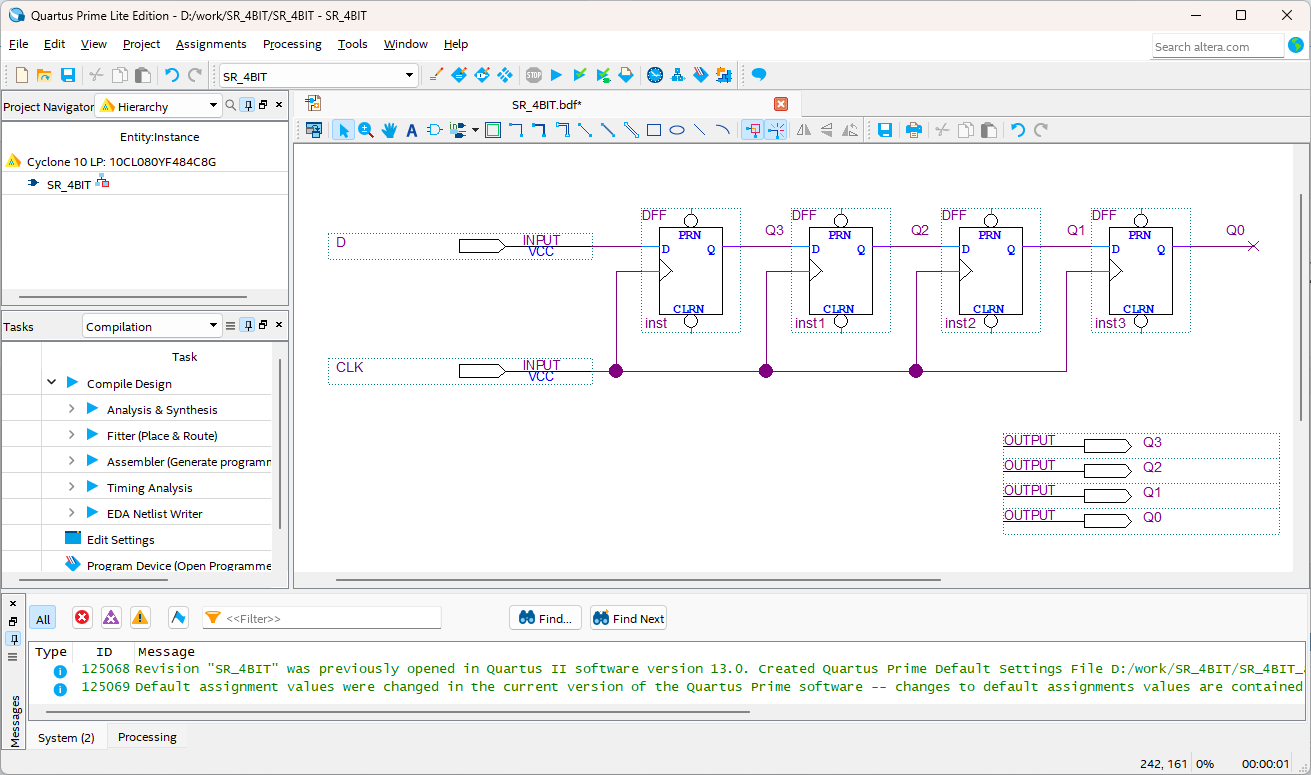 Quartus Prime Lite Edition - D:/work/SR_4BIT/SR_4BIT - SR_4BIT
File Edit View Project Assignments Processing Tools Window Help
Search altera.com
SR_4BIT
STOP
Project Navigator Hierarchy
SR_4BIT.bdf*
Entity:Instance
Cyclone 10 LP: 10CL080YF484C8G
SR_4BIT
DFF DFF DFF DFF
D INPUT VCC
PRN PRN PRN PRN
Q3 Q2 Q1 Q0
D Q D Q D Q D Q
CLRN CLRN CLRN CLRN
inst inst1 inst2 inst3
CLK INPUT VCC
OUTPUT Q3
OUTPUT Q2
OUTPUT Q1
OUTPUT Q0
Tasks Compilation
Task
Compile Design
Analysis & Synthesis
Fitter (Place & Route)
Assembler (Generate programm
Timing Analysis
EDA Netlist Writer
Edit Settings
Program Device (Open Programme
All <<Filter>> Find... Find Next
Type ID Message
125068 Revision "SR_4BIT" was previously opened in Quartus II software version 13.0. Created Quartus Prime Default Settings File D:/work/SR_4BIT/SR_4BIT_
125069 Default assignment values were changed in the current version of the Quartus Prime software -- changes to default assignments values are contained
Messages
System (2) Processing
242, 161 0% 00:00:01